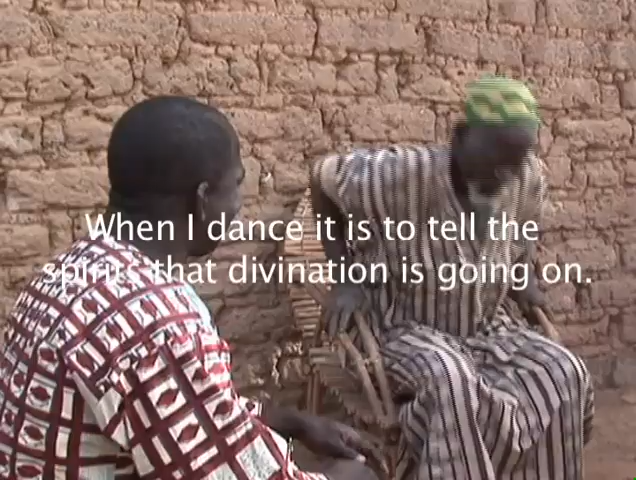 When I dance it is to tell the
spirits that divination is going on.